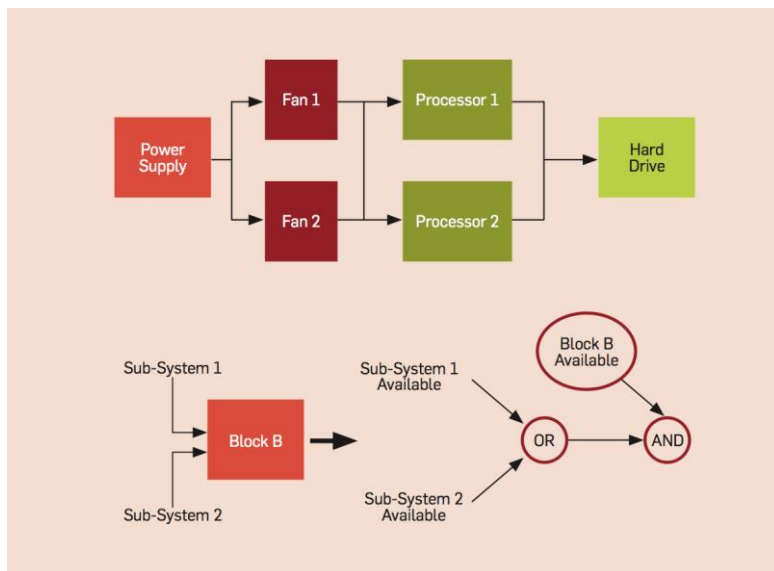 Fan 1
Processor 1
Power
Supply
Hard
Drive
Fan 2
Processor 2
Sub-System 1
Block B
Sub-System 2
Sub-System 1
Available
Block B
Available
OR
AND
Sub-System 2
Available